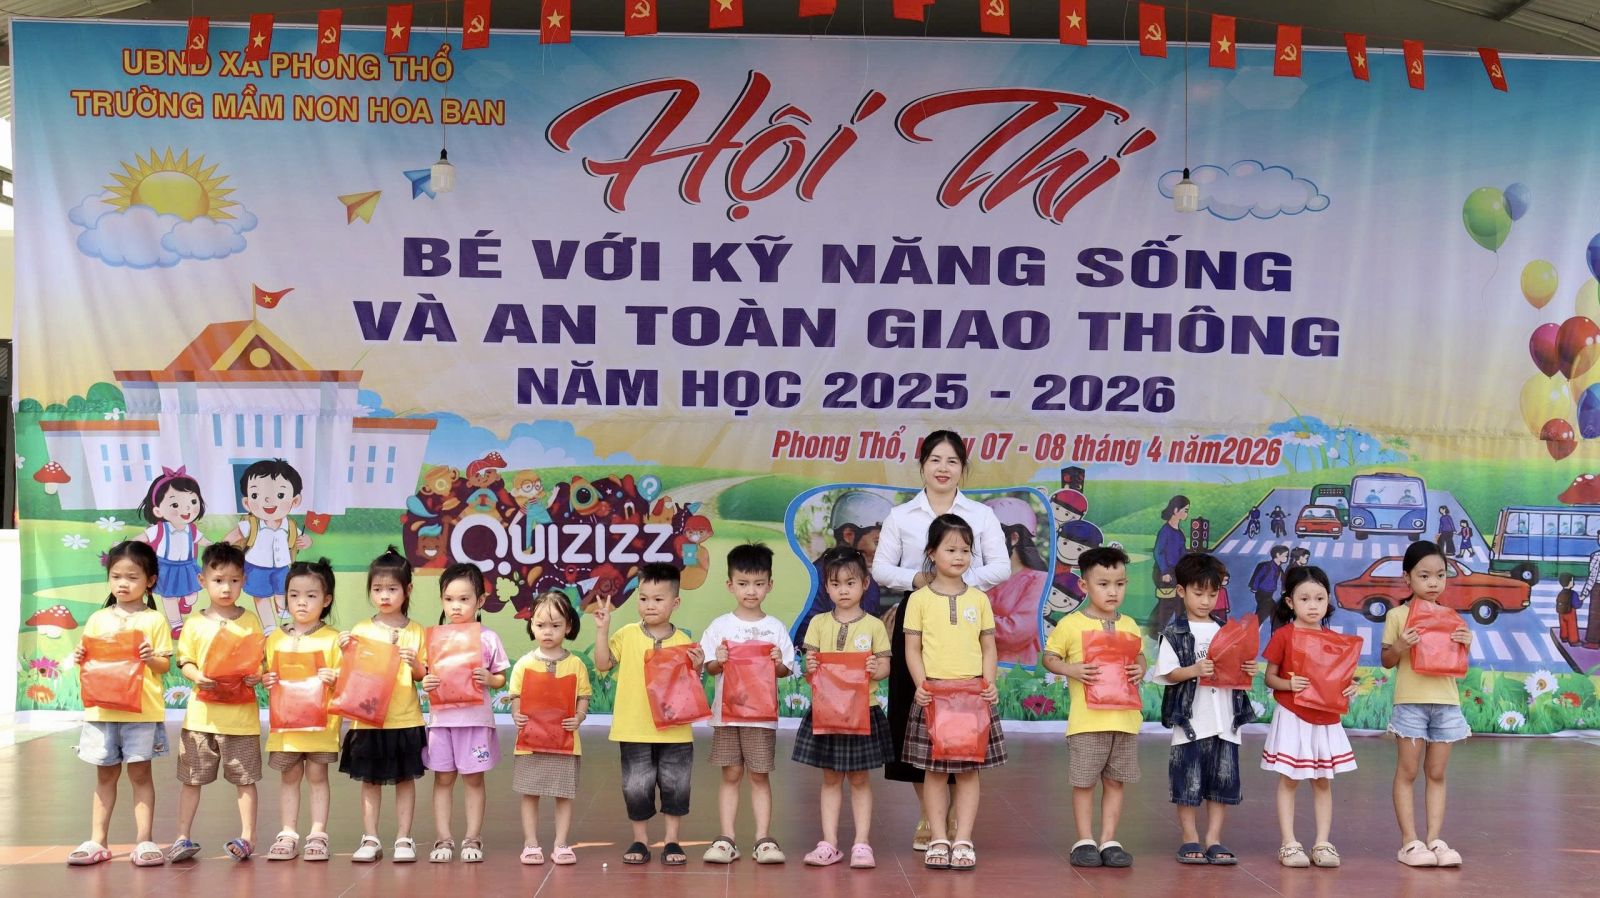 UBND XÃ PHONG THỔ
TRƯỜNG MẦM NON HOA BAN
Hội Thi
BÉ VỚI KỸ NĂNG SỐNG
VÀ AN TOÀN GIAO THÔNG
NĂM HỌC 2025 - 2026
Phong Thổ, 07 - 08 tháng 4 năm2026
QUIZIZZ